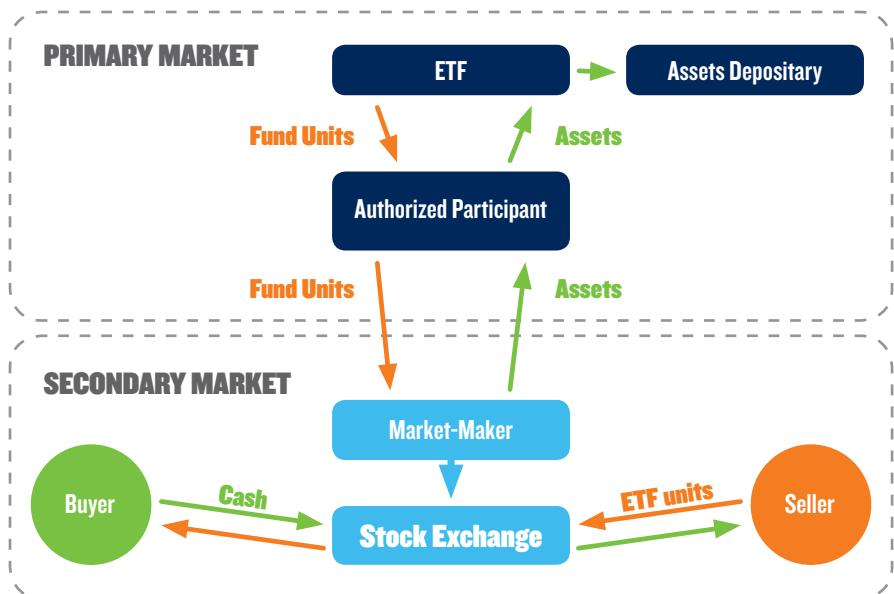 PRIMARY MARKET
ETF
Assets Depositary
Fund Units
Assets
Authorized Participant
Fund Units
Assets
SECONDARY MARKET
Market-Maker
Buyer
Cash
ETF units
Seller
Stock Exchange